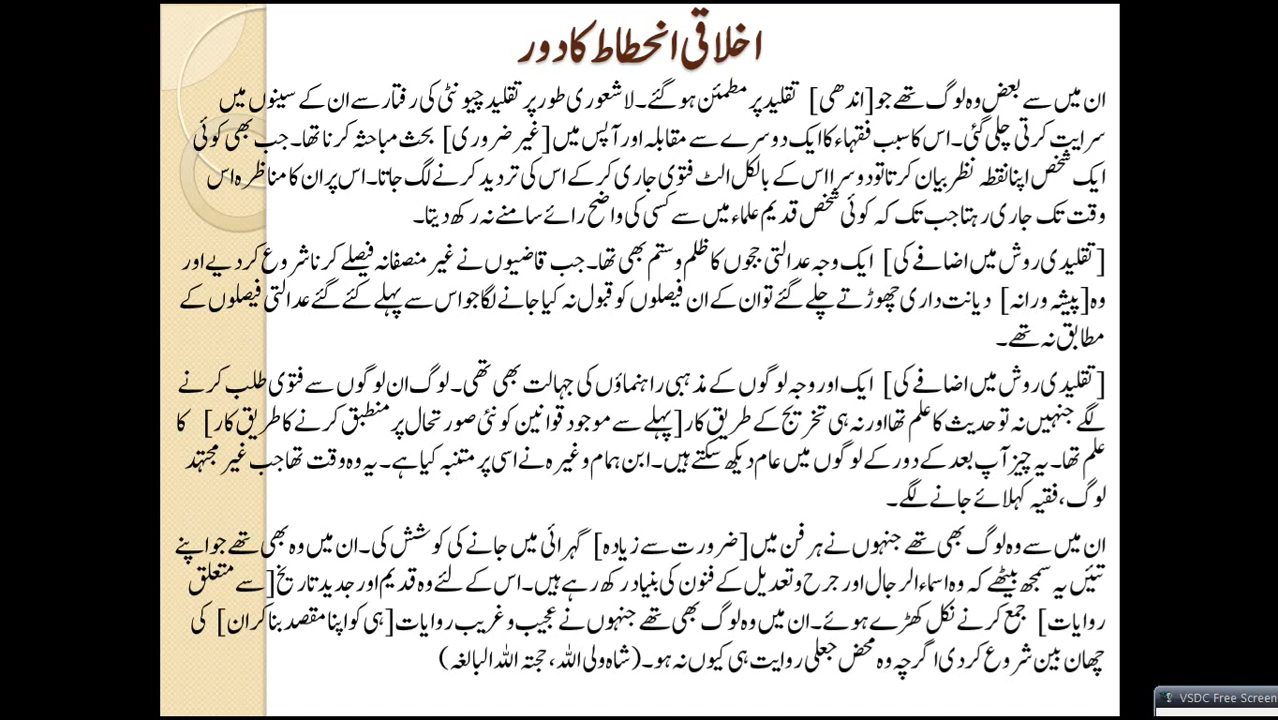 اخلاقی انحطاط کا دور
ان میں سے بعض وہ لوگ تھے جو [اندھی] تقلید پر مطمئن ہو گئے۔ لاشعوری طور پر تقلید چیونٹی کی رفتار سے ان کے سینوں میں
سرایت کرتی چلی گئی۔ اس کا سبب فقہاء کا ایک دوسرے سے مقابلہ اور آپس میں [غیر ضروری] بحث مباحثہ کرنا تھا۔ جب بھی کوئی
ایک شخص اپنا نقطہ نظر بیان کرتا تو دوسرا اس کے بالکل الٹ فتوی جاری کر کے اس کی تردید کرنے لگ جاتا۔ اس پر ان کا مناظرہ اس
وقت تک جاری رہتا جب تک کہ کوئی شخص قدیم علماء میں سے کسی کی واضح رائے سامنے نہ رکھ دیتا۔
[تقلیدی روش میں اضافے کی] ایک وجہ عدالتی ججوں کا ظلم و ستم بھی تھا۔ جب قاضیوں نے غیر منصفانہ فیصلے کرنا شروع کر دیے اور
وہ [پیشہ ورانہ] دیانت داری چھوڑتے چلے گئے تو ان کے ان فیصلوں کو قبول نہ کیا جانے لگا جو اس سے پہلے کئے گئے عدالتی فیصلوں کے
مطابق نہ تھے۔
[تقلیدی روش میں اضافے کی] ایک اور وجہ لوگوں کے مذہبی راہنماؤں کی جہالت بھی تھی۔ لوگ ان لوگوں سے فتوی طلب کرنے
لگے جنہیں نہ تو حدیث کا علم تھا اور نہ ہی تخریج کے طریق کار [پہلے سے موجود قوانین کو نئی صورتحال پر منطبق کرنے کا طریق کار] کا
علم تھا۔ یہ چیز آپ بعد کے دور کے لوگوں میں عام دیکھ سکتے ہیں۔ ابن ہمام وغیرہ نے اسی پر متنبہ کیا ہے۔ یہ وہ وقت تھا جب غیر مجتہد
لوگ، فقیہ کہلائے جانے لگے۔
ان میں سے وہ لوگ بھی تھے جنہوں نے ہر فن میں [ضرورت سے زیادہ] گہرائی میں جانے کی کوشش کی۔ ان میں وہ بھی تھے جو اپنے
تئیں یہ سمجھ بیٹھے کہ وہ اسماء الرجال اور جرح و تعدیل کے فنون کی بنیاد رکھ رہے ہیں۔ اس کے لئے وہ قدیم اور جدید تاریخ [سے متعلق
روایات] جمع کرنے نکل کھڑے ہوئے۔ ان میں وہ لوگ بھی تھے جنہوں نے عجیب و غریب روایات [ہی کو اپنا مقصد بنا کر ان] کی
چھان بین شروع کر دی اگرچہ وہ محض جعلی روایت ہی کیوں نہ ہو۔ (شاہ ولی اللہ، حجتہ اللہ البالغہ)
VSDC Free Screen